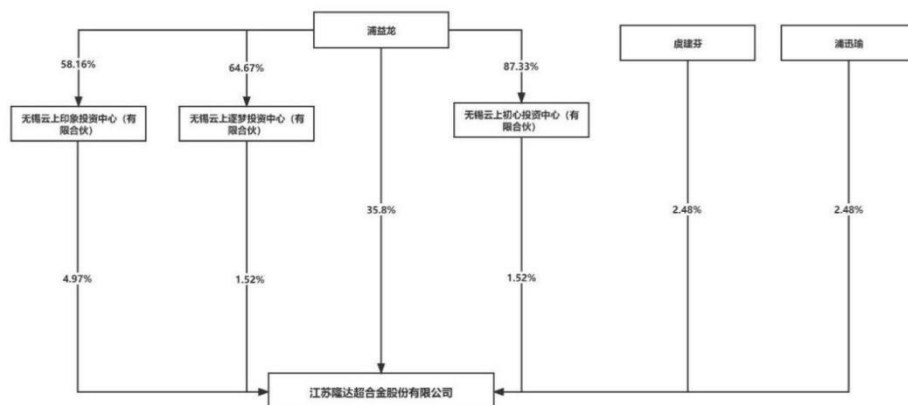 浦益龙
虞建芬
浦迅瑜
58.16%
64.67%
87.33%
无锡云上印象投资中心（有
限合伙）
无锡云上逐梦投资中心（有
限合伙）
无锡云上初心投资中心（有
限合伙）
35.8%
2.48%
2.48%
4.97%
1.52%
1.52%
江苏隆达超合金股份有限公司